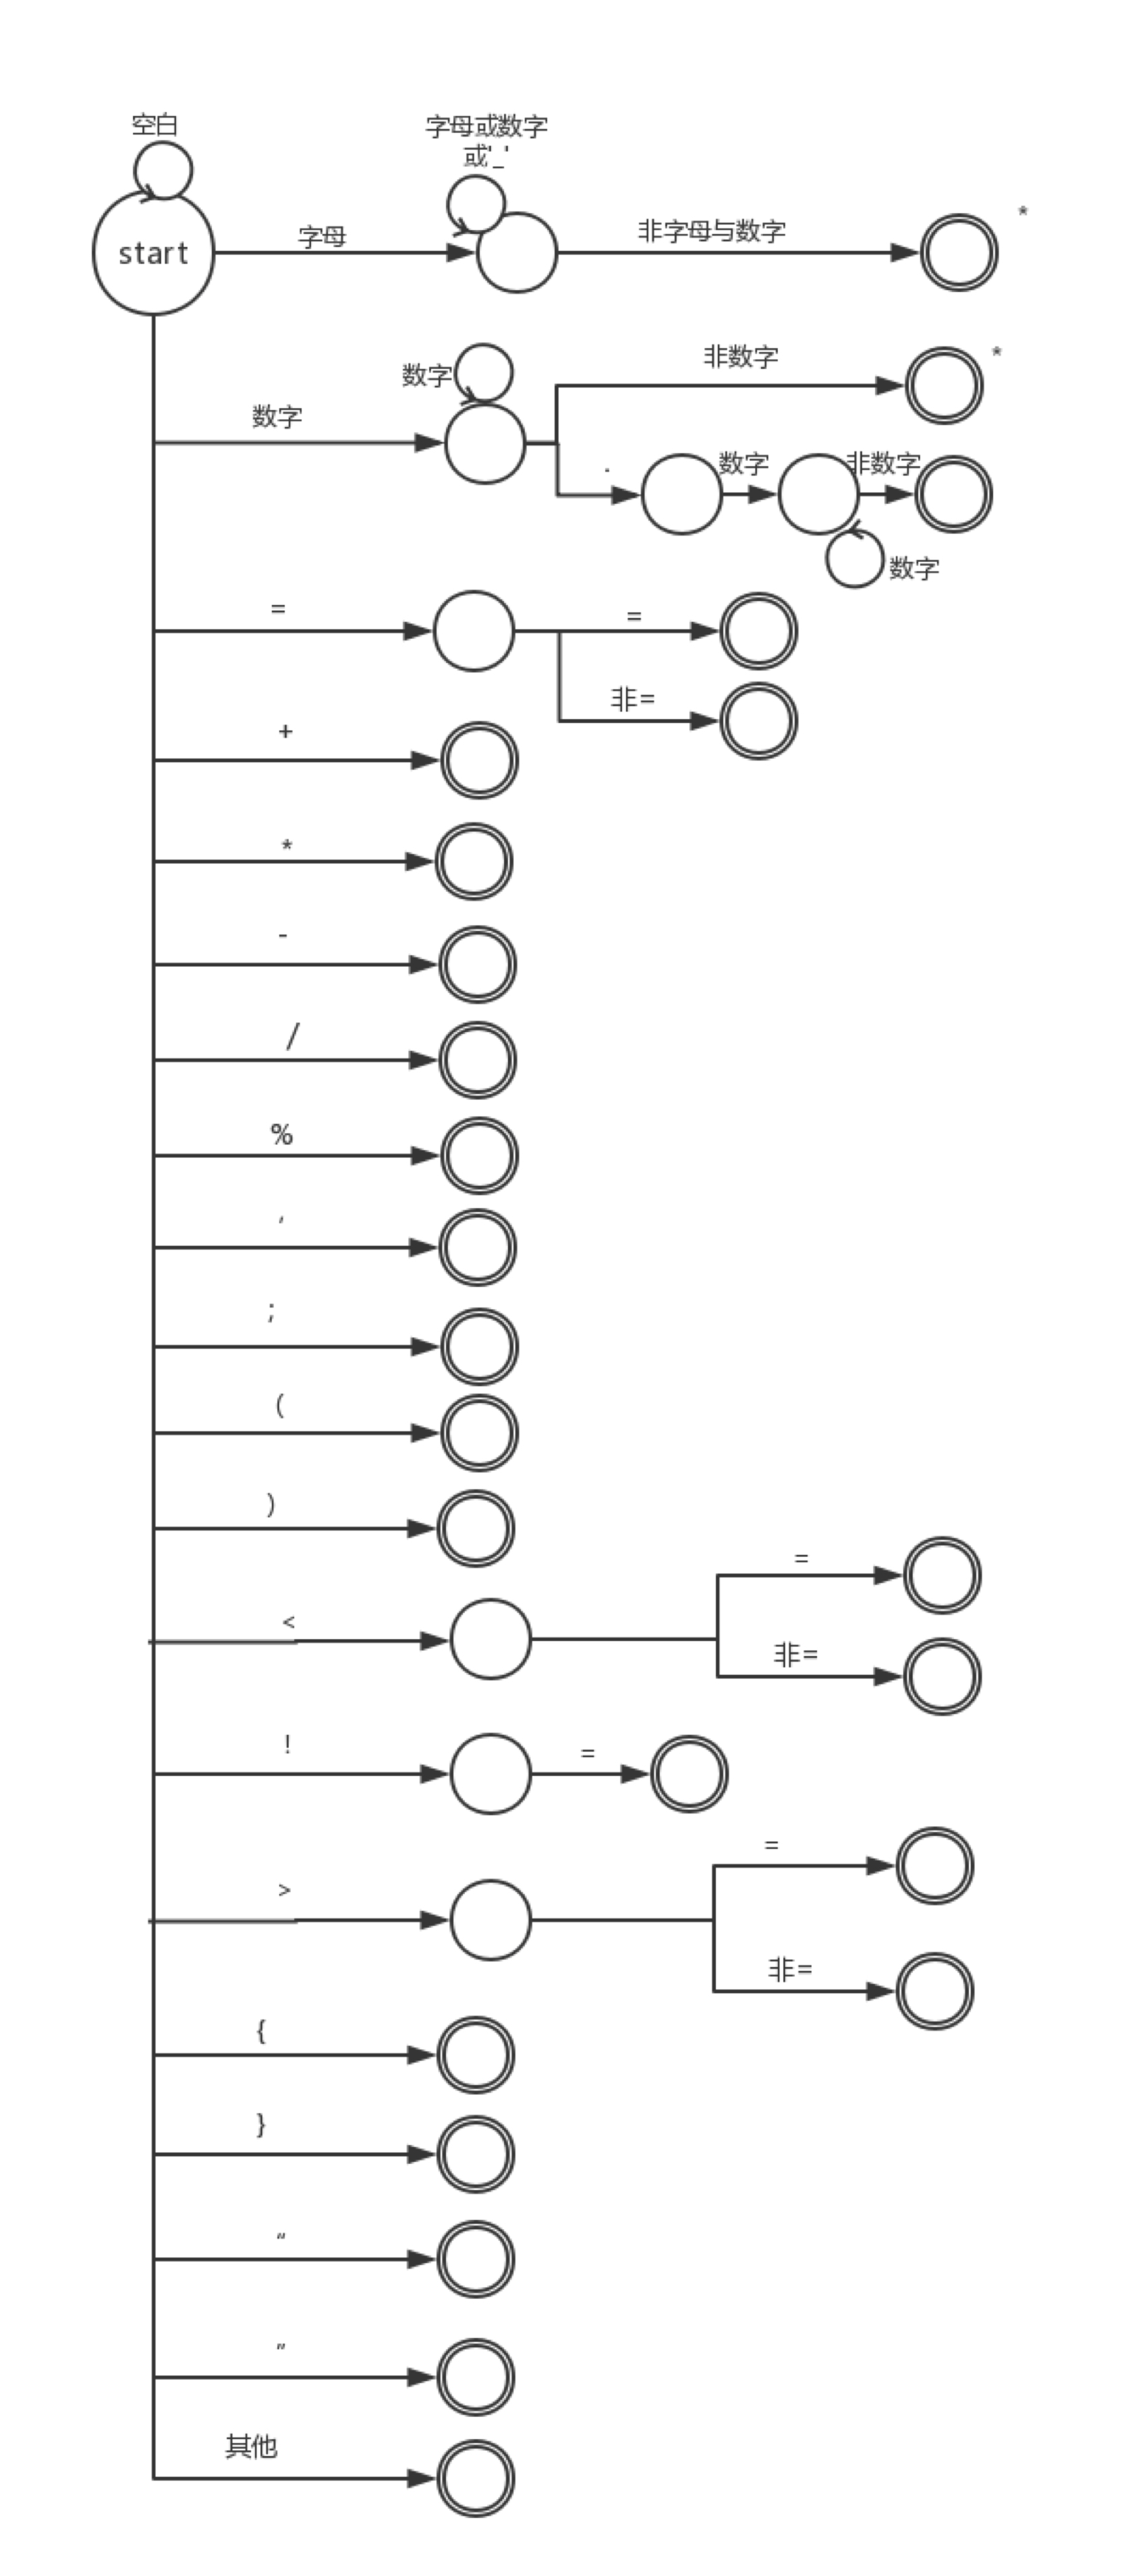 空白
字母或数字
或'_'
*
start
字母
非字母与数字
非数字
*
数字
数字
.
数字
非数字
数字
=
=
非=
+
*
-
/
%
,
;
(
)
=
<
非=
!
=
=
>
非=
{
}
“
”
其他